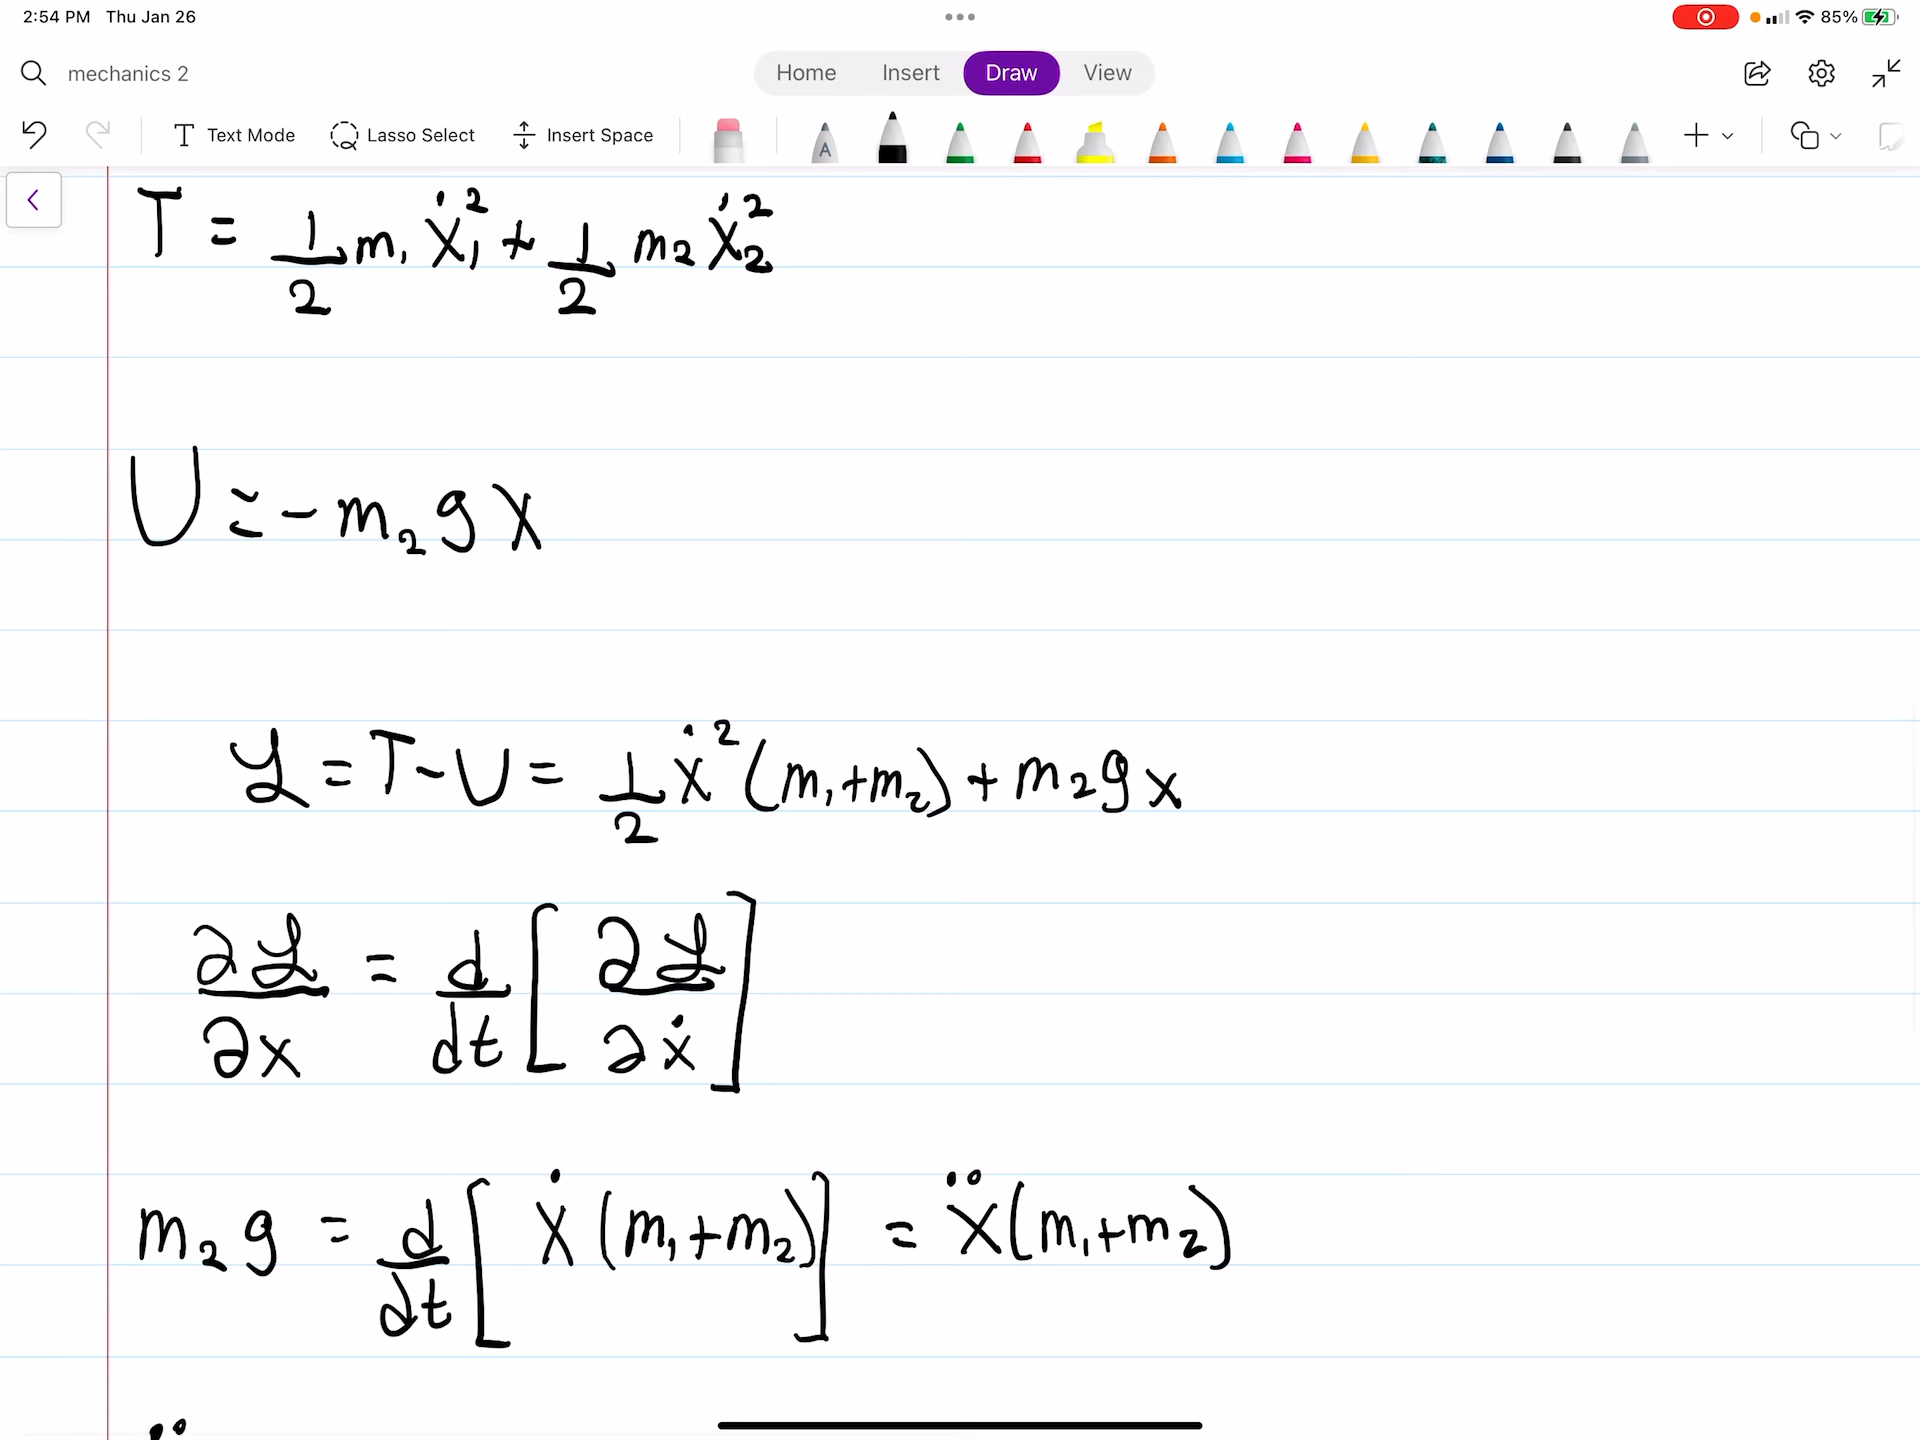 2:54 PM Thu Jan 26
85%
mechanics 2
Home Insert Draw View
Text Mode Lasso Select Insert Space
A
T = 1/2 m₁ ẋ₁² + 1/2 m₂ ẋ₂²
U = - m₂ g x
ℒ = T - U = 1/2 ẋ² (m₁+m₂) + m₂ g x
∂ℒ/∂x = d/dt [ ∂ℒ/∂ẋ ]
m₂ g = d/dt [ ẋ (m₁+m₂) ] = ẍ (m₁+m₂)